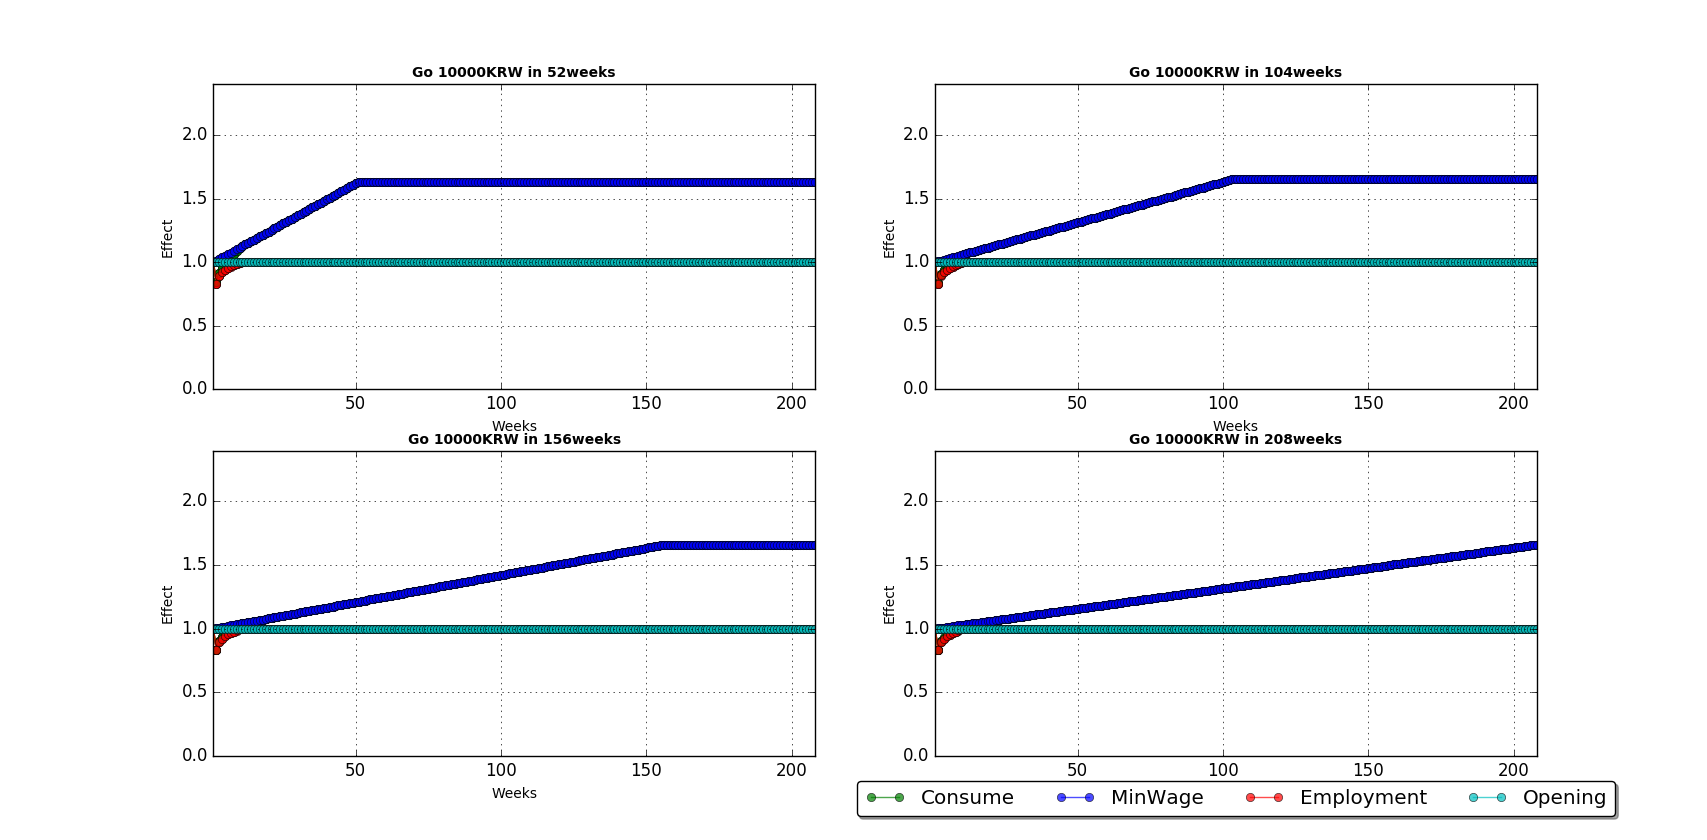 Go 10000KRW in 52weeks
Effect
2.0
1.5
1.0
0.5
0.0
50 100 150 200
Weeks
Go 10000KRW in 104weeks
Effect
2.0
1.5
1.0
0.5
0.0
50 100 150 200
Weeks
Go 10000KRW in 156weeks
Effect
2.0
1.5
1.0
0.5
0.0
50 100 150 200
Weeks
Go 10000KRW in 208weeks
Effect
2.0
1.5
1.0
0.5
0.0
50 100 150 200
Consume MinWage Employment Opening